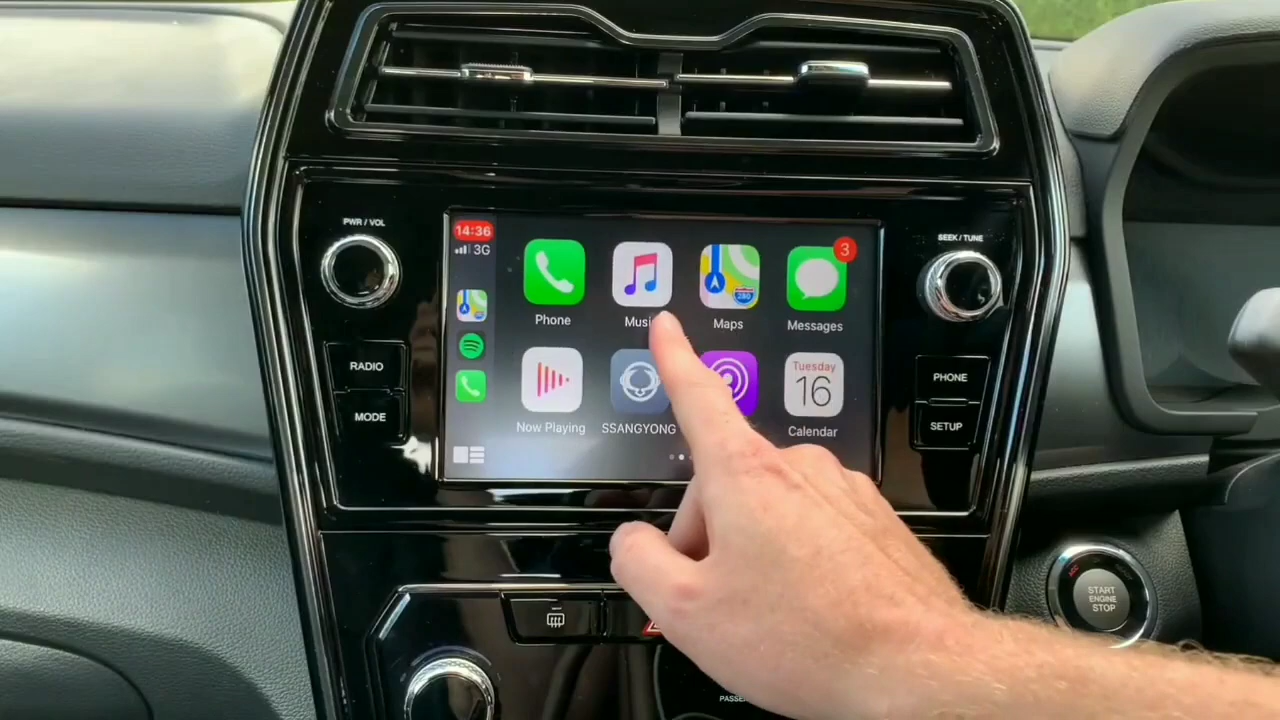 PWR / VOL
SEEK / TUNE
14:36
3G
3
280
Phone
Maps
Messages
RADIO
MODE
PHONE
SETUP
Tuesday
16
Now Playing
SSANGYONG
Calendar
START
ENGINE
STOP